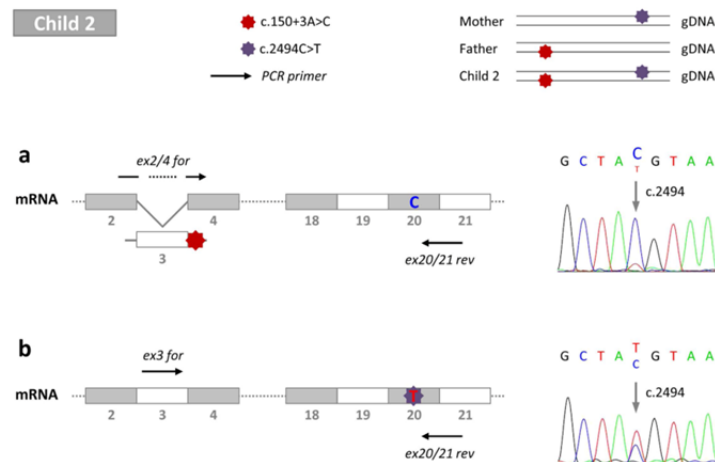 Child 2
c.150+3A>C
c.2494C>T
PCR primer
Mother gDNA
Father gDNA
Child 2 gDNA
a
ex2/4 for
mRNA
2 4 18 19 20 21
C
3
ex20/21 rev
G C T A C G T A A
T
c.2494
b
ex3 for
mRNA
T
2 3 4 18 19 20 21
ex20/21 rev
G C T A T G T A A
C
c.2494